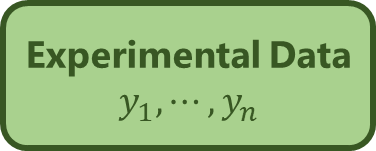 Experimental Data
y₁, ⋯ , yₙ